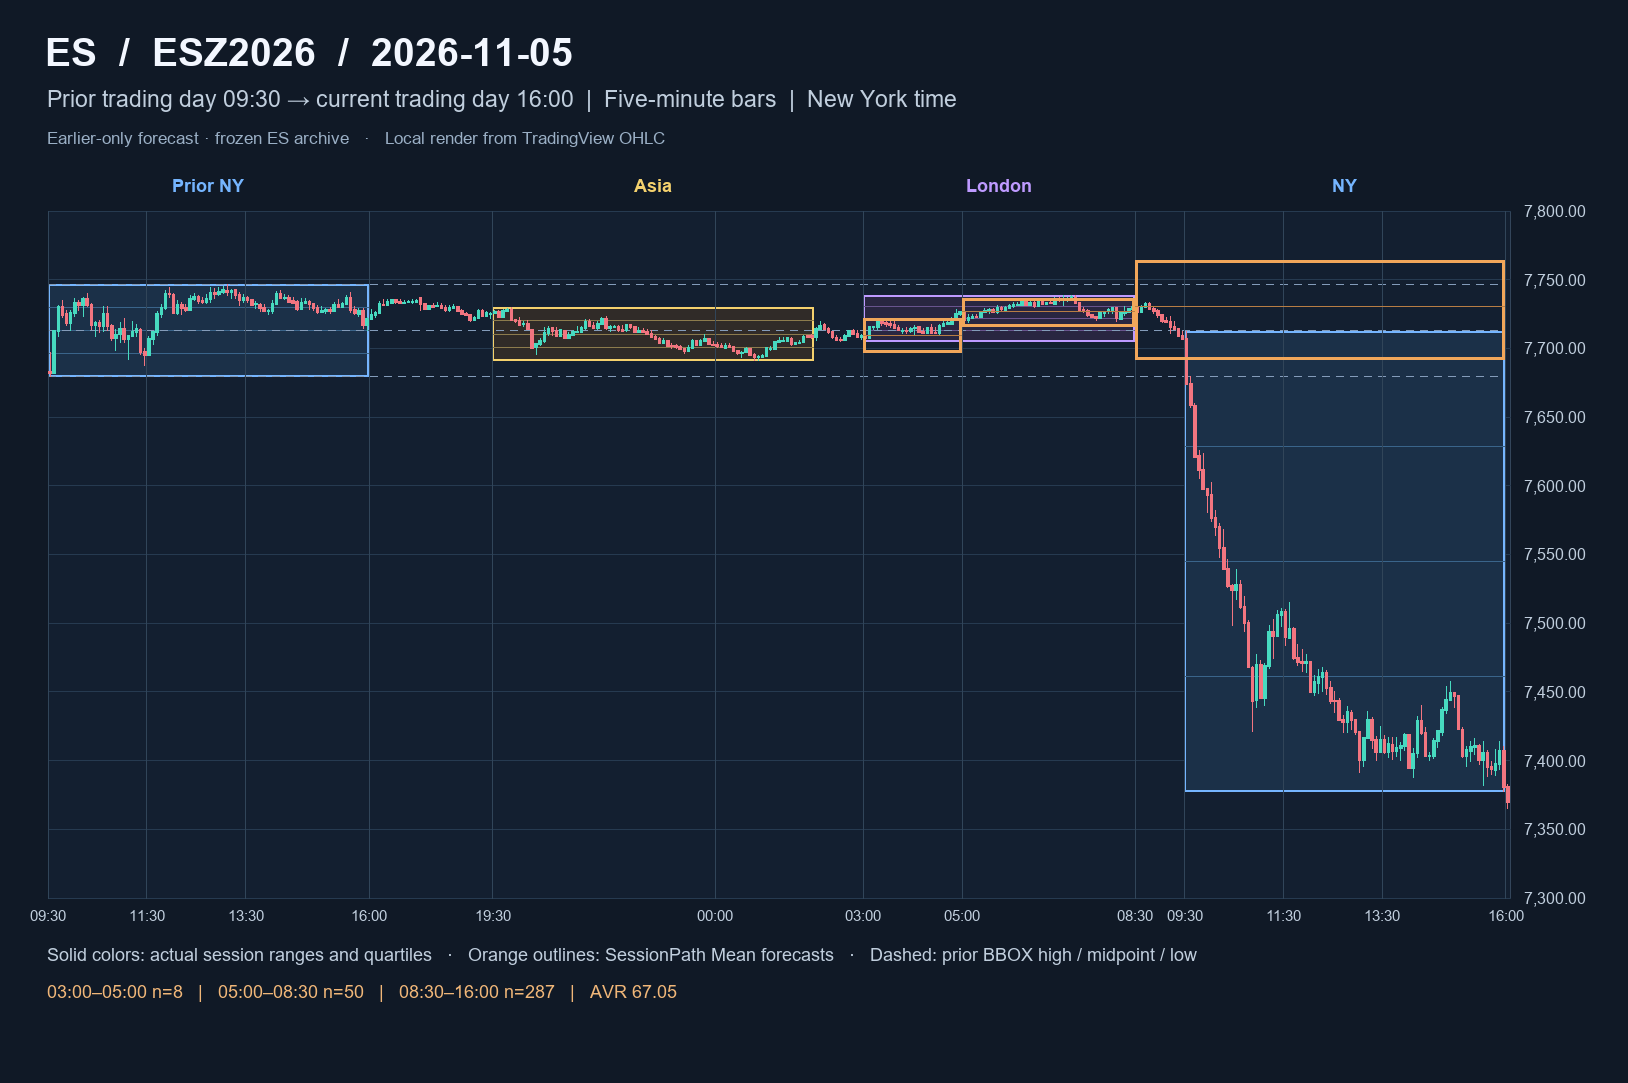 ES / ESZ2026 / 2026-11-05
Prior trading day 09:30 → current trading day 16:00 | Five-minute bars | New York time
Earlier-only forecast · frozen ES archive · Local render from TradingView OHLC
Prior NY
Asia
London
NY
7,800.00
7,750.00
7,700.00
7,650.00
7,600.00
7,550.00
7,500.00
7,450.00
7,400.00
7,350.00
7,300.00
09:30 11:30 13:30 16:00 19:30 00:00 03:00 05:00 08:30 09:30 11:30 13:30 16:00
Solid colors: actual session ranges and quartiles · Orange outlines: SessionPath Mean forecasts · Dashed: prior BBOX high / midpoint / low
03:00–05:00 n=8 | 05:00–08:30 n=50 | 08:30–16:00 n=287 | AVR 67.05